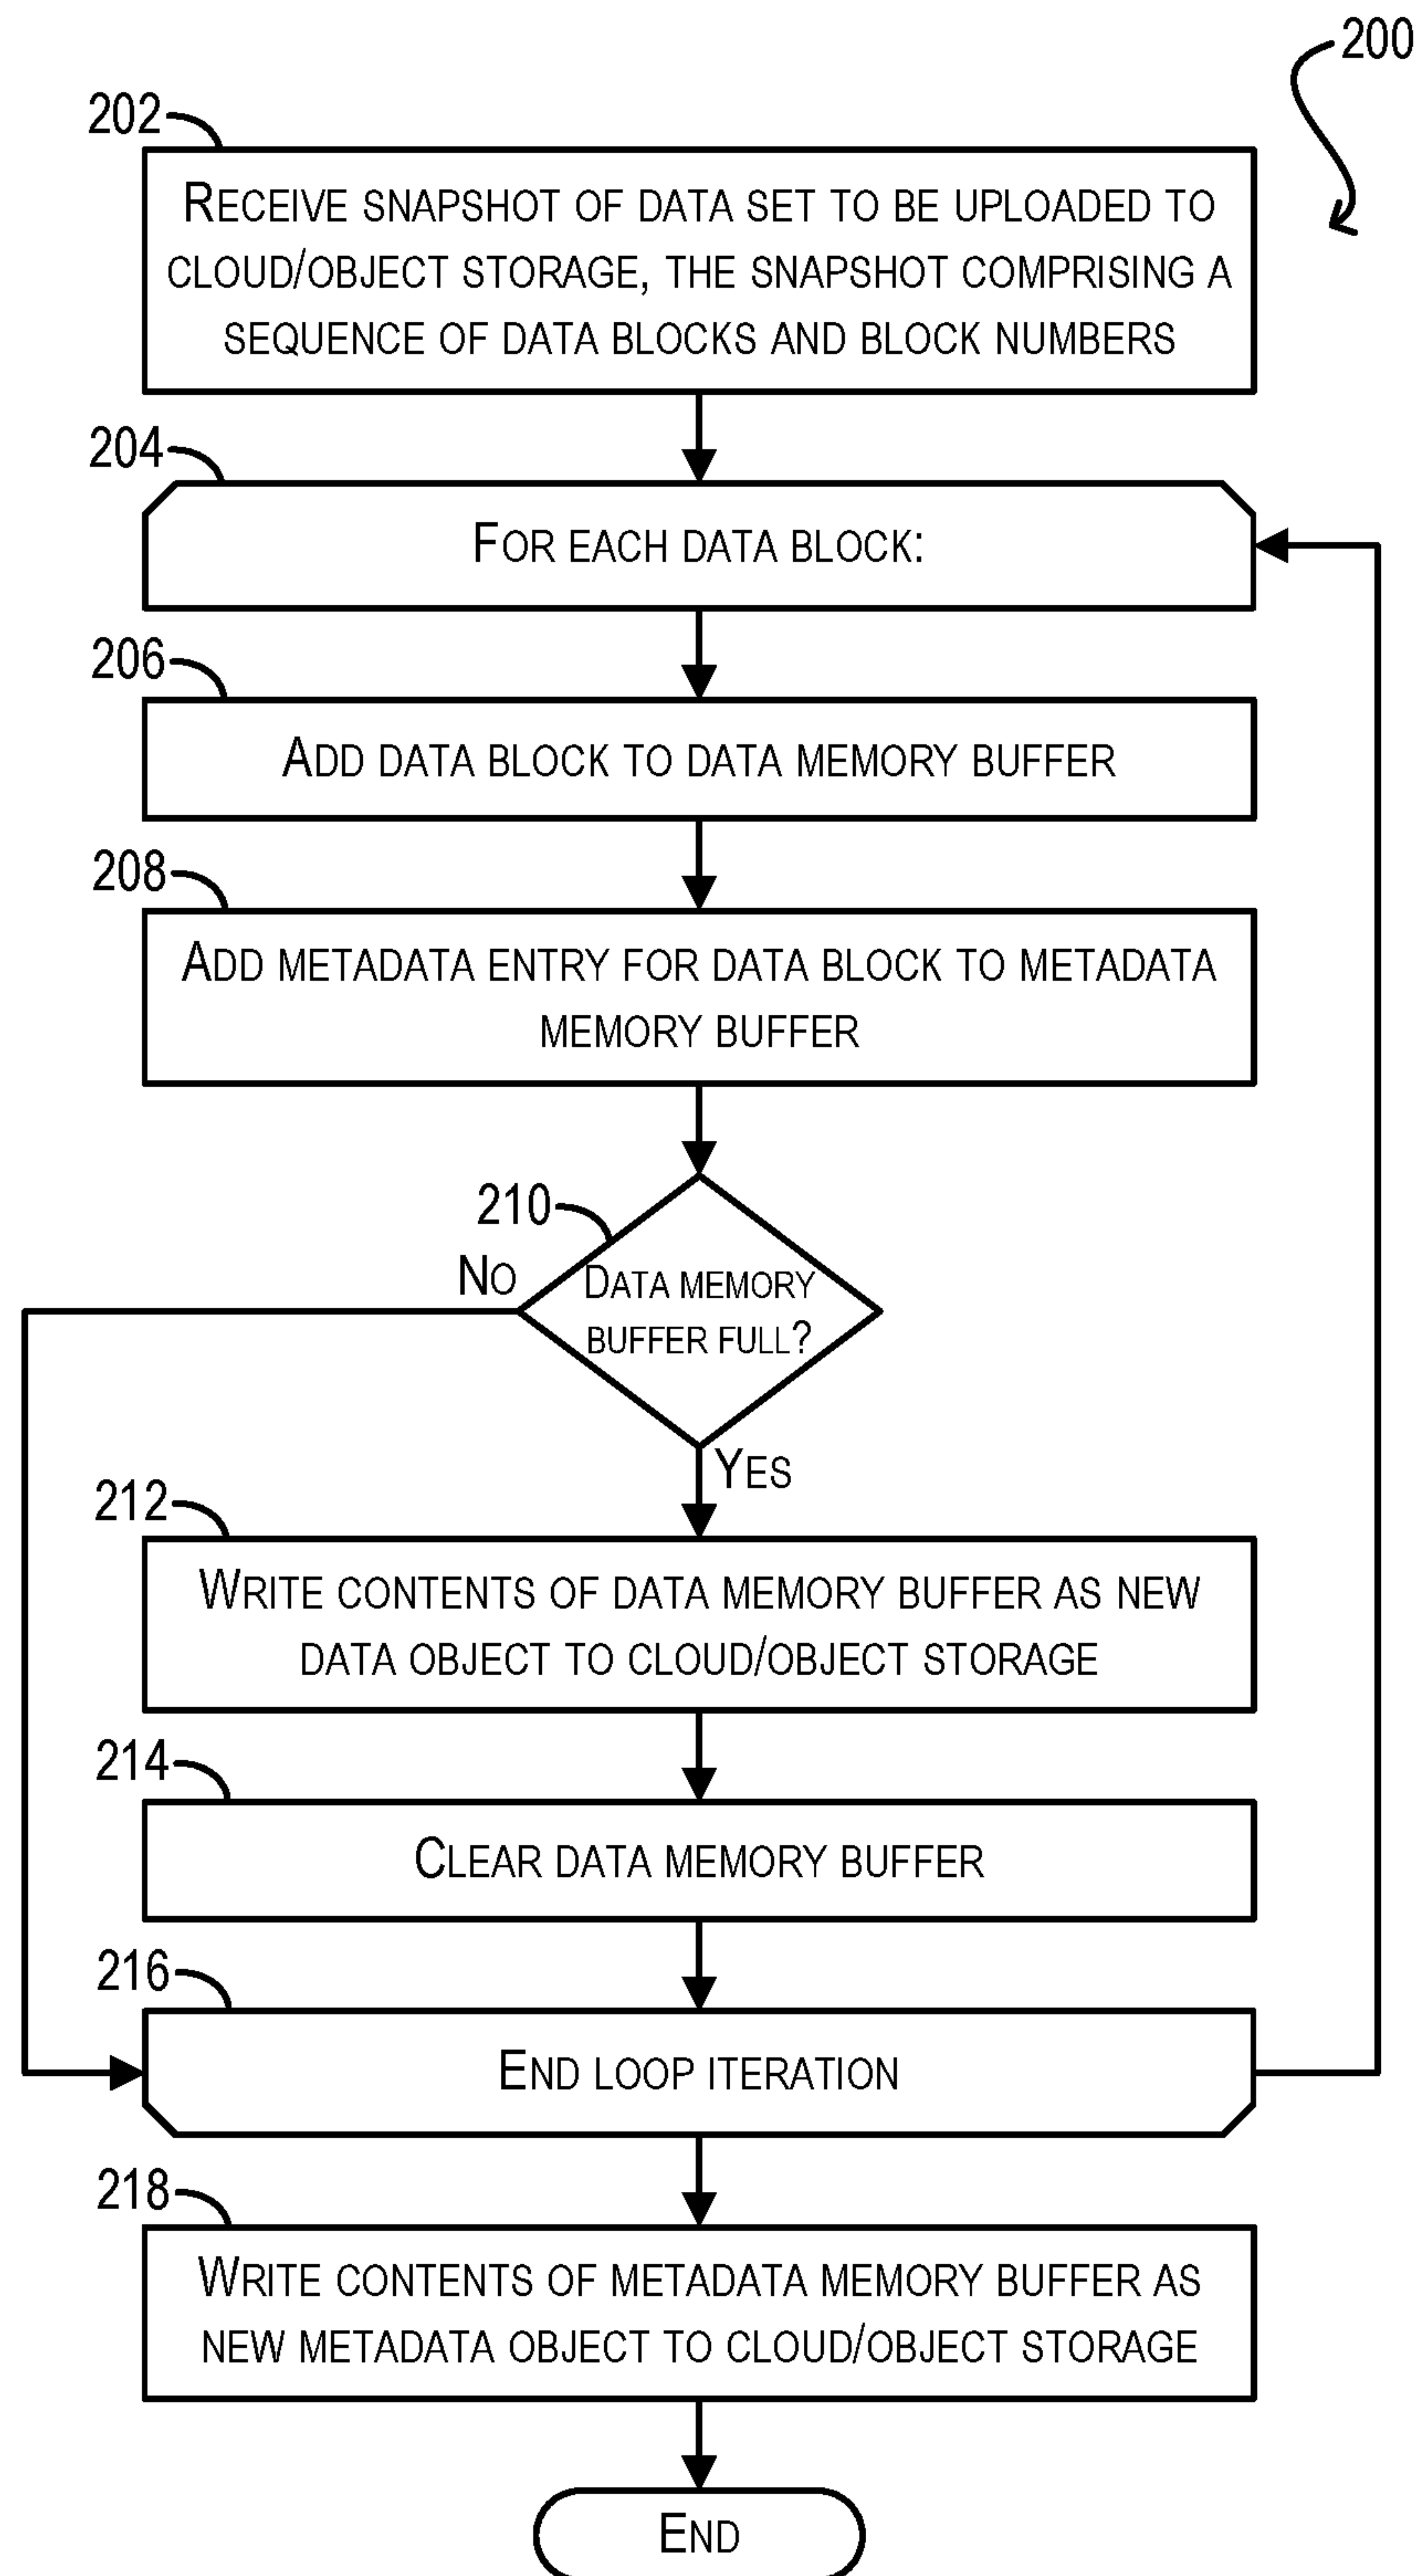 200
202
RECEIVE SNAPSHOT OF DATA SET TO BE UPLOADED TO
CLOUD/OBJECT STORAGE, THE SNAPSHOT COMPRISING A
SEQUENCE OF DATA BLOCKS AND BLOCK NUMBERS
204
FOR EACH DATA BLOCK:
206
ADD DATA BLOCK TO DATA MEMORY BUFFER
208
ADD METADATA ENTRY FOR DATA BLOCK TO METADATA
MEMORY BUFFER
210
NO
DATA MEMORY
BUFFER FULL?
YES
212
WRITE CONTENTS OF DATA MEMORY BUFFER AS NEW
DATA OBJECT TO CLOUD/OBJECT STORAGE
214
CLEAR DATA MEMORY BUFFER
216
END LOOP ITERATION
218
WRITE CONTENTS OF METADATA MEMORY BUFFER AS
NEW METADATA OBJECT TO CLOUD/OBJECT STORAGE
END